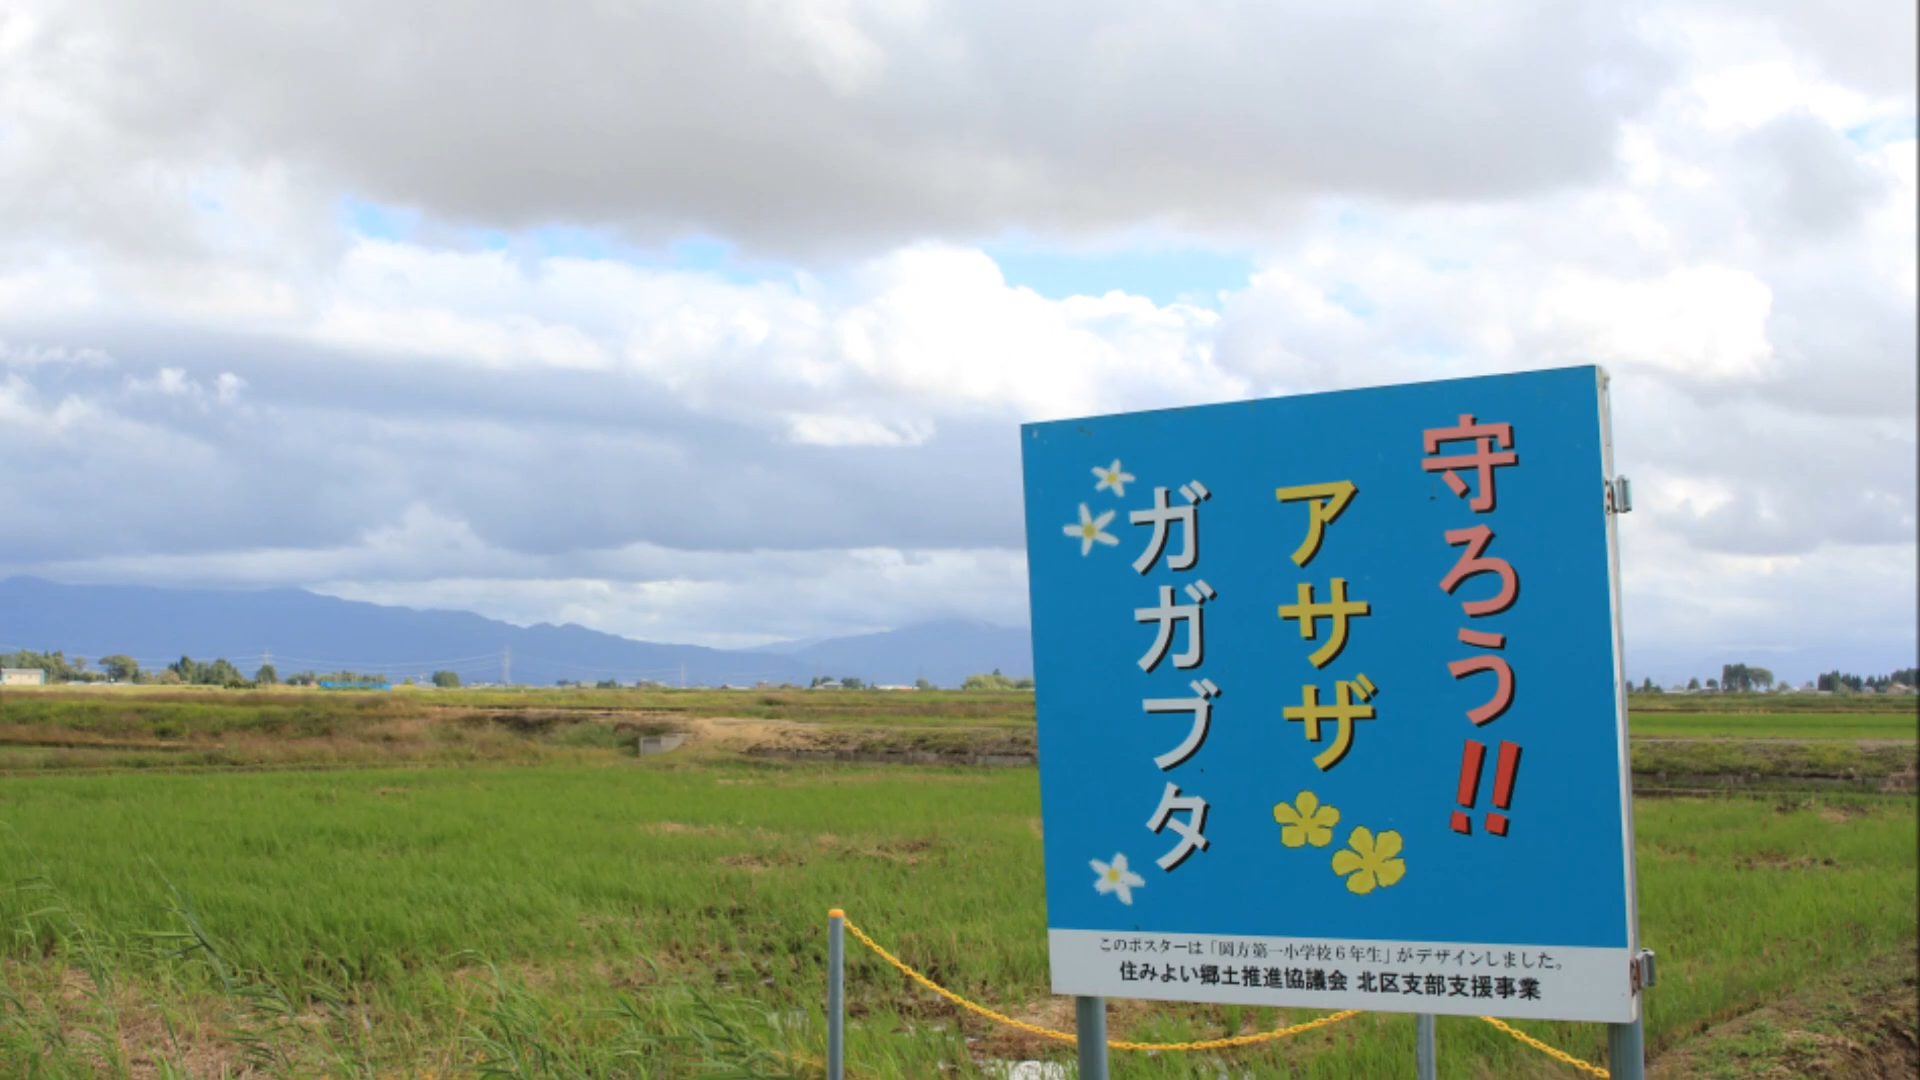 守ろう!!
アサザ
ガガブタ
このポスターは「岡方第一小学校6年生」がデザインしました。
住みよい郷土推進協議会 北区支部支援事業